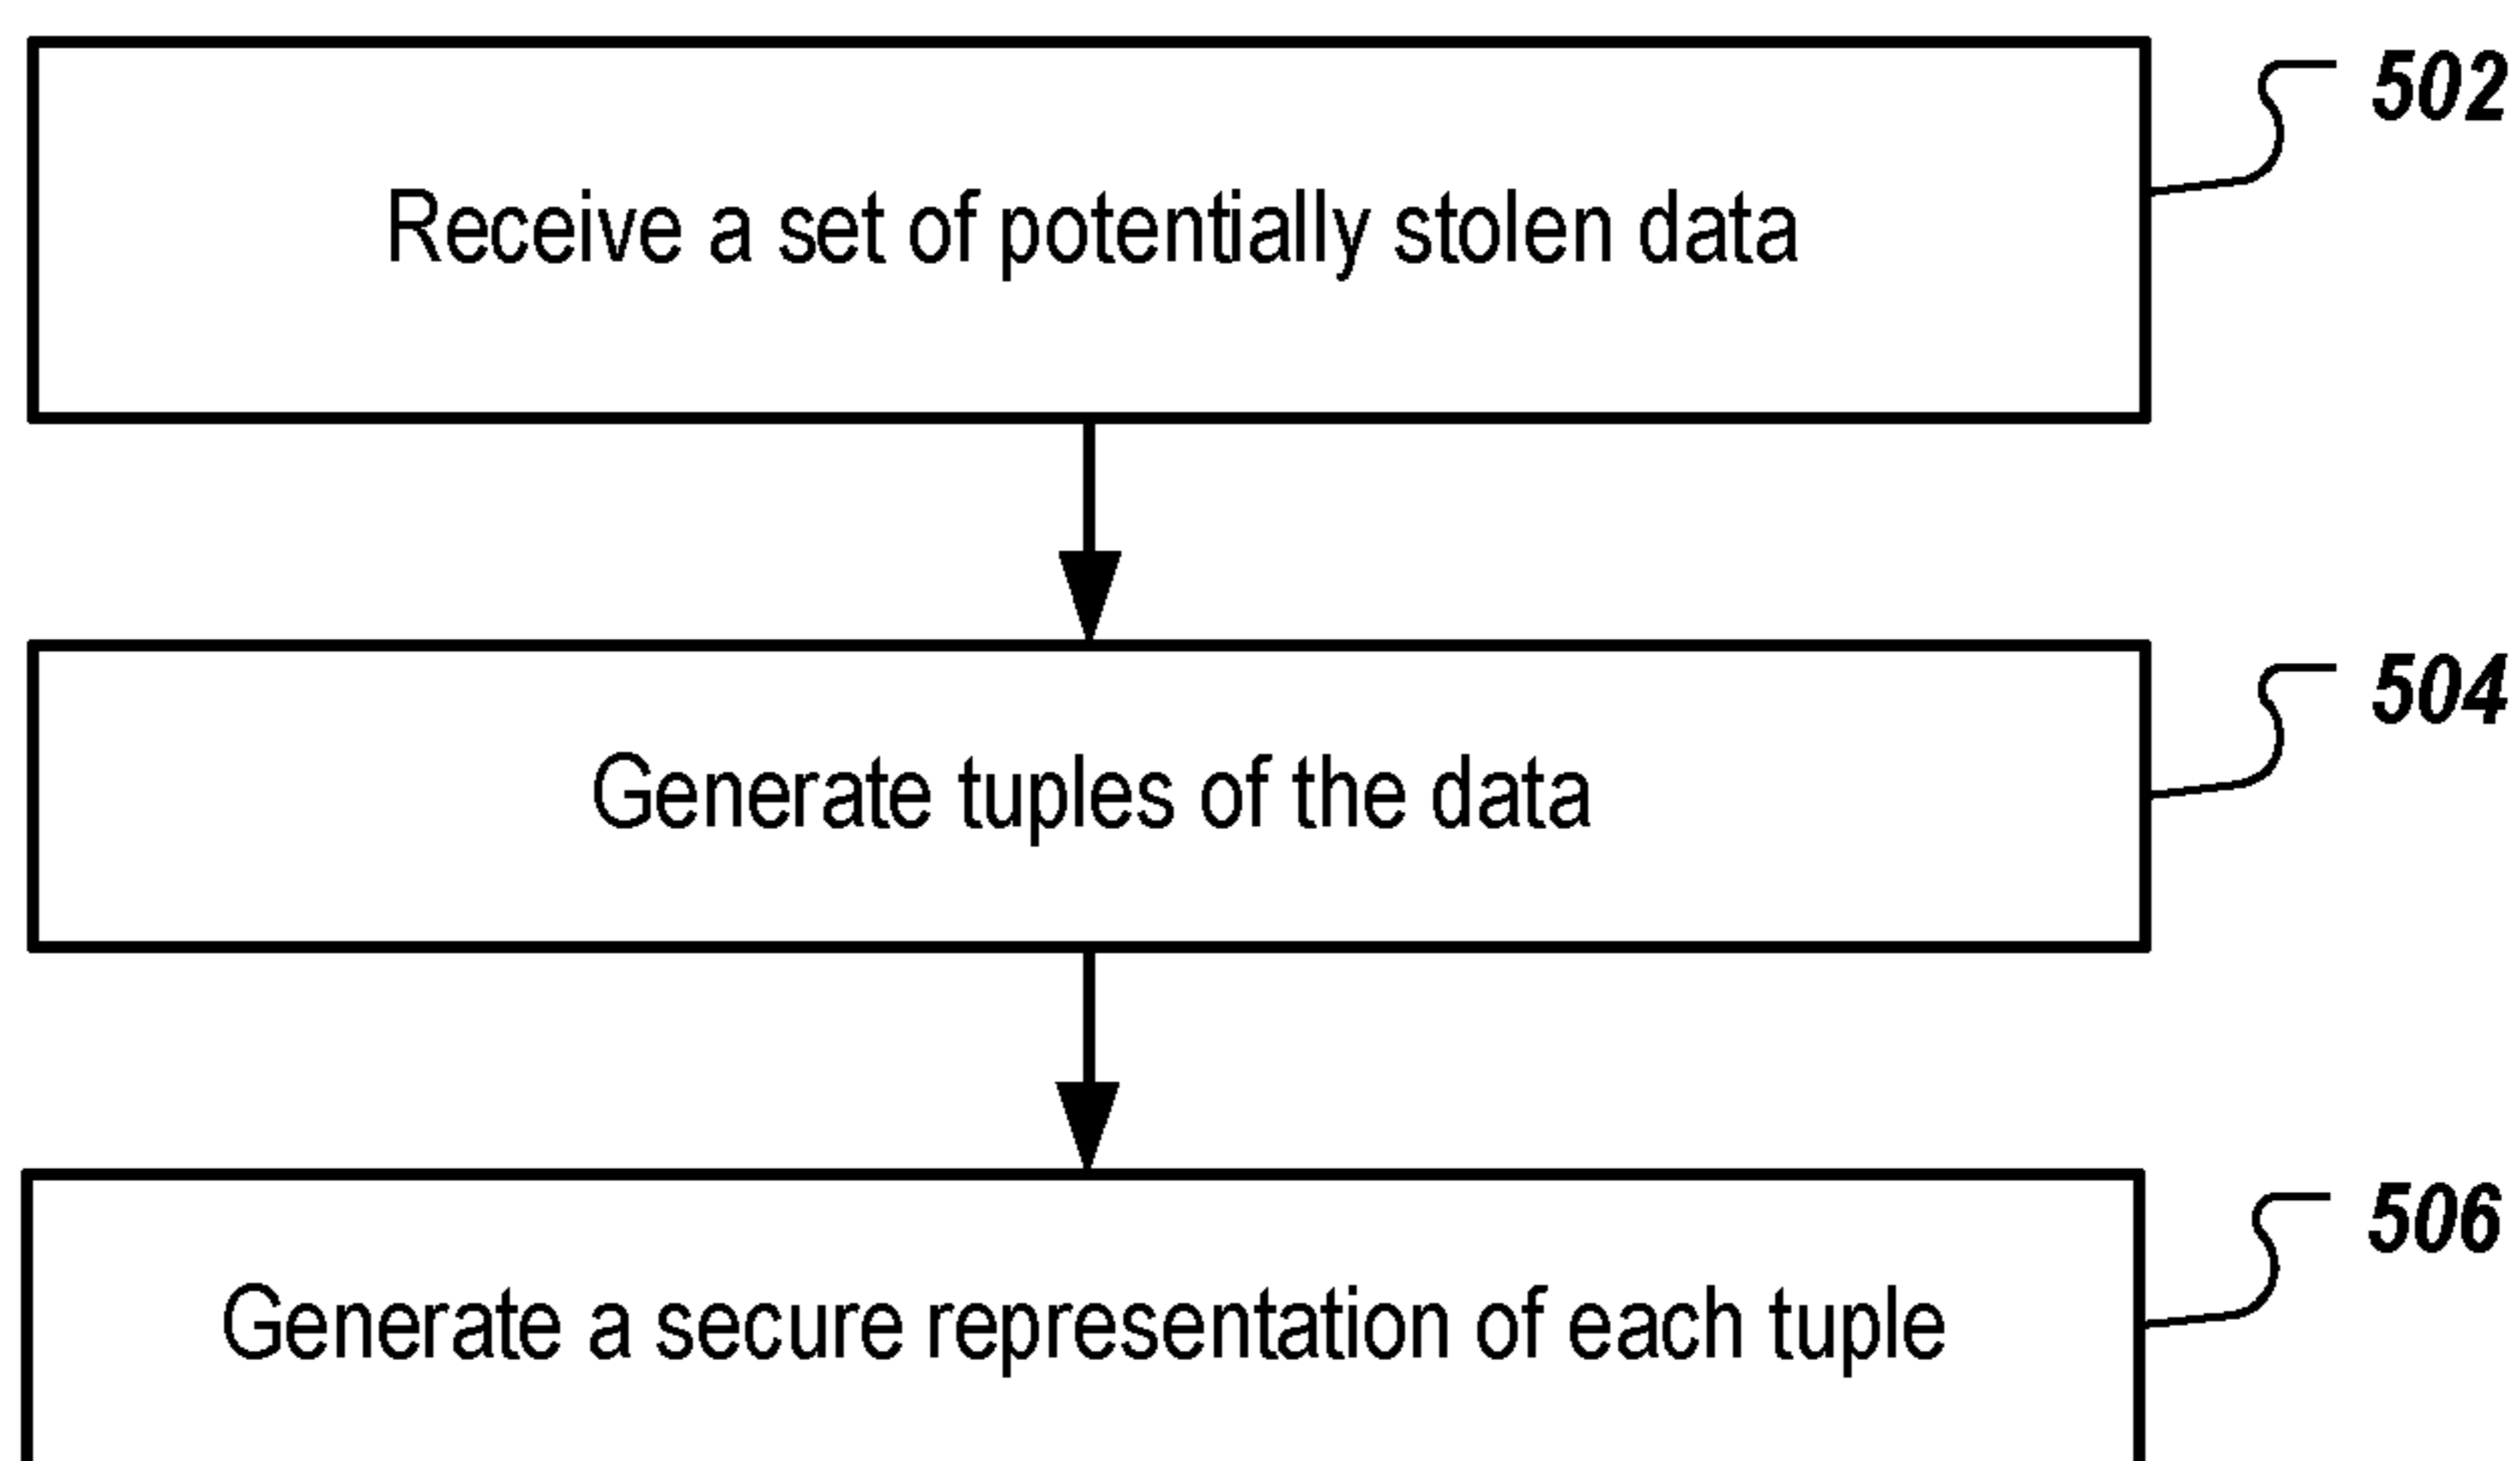 502
Receive a set of potentially stolen data
504
Generate tuples of the data
506
Generate a secure representation of each tuple